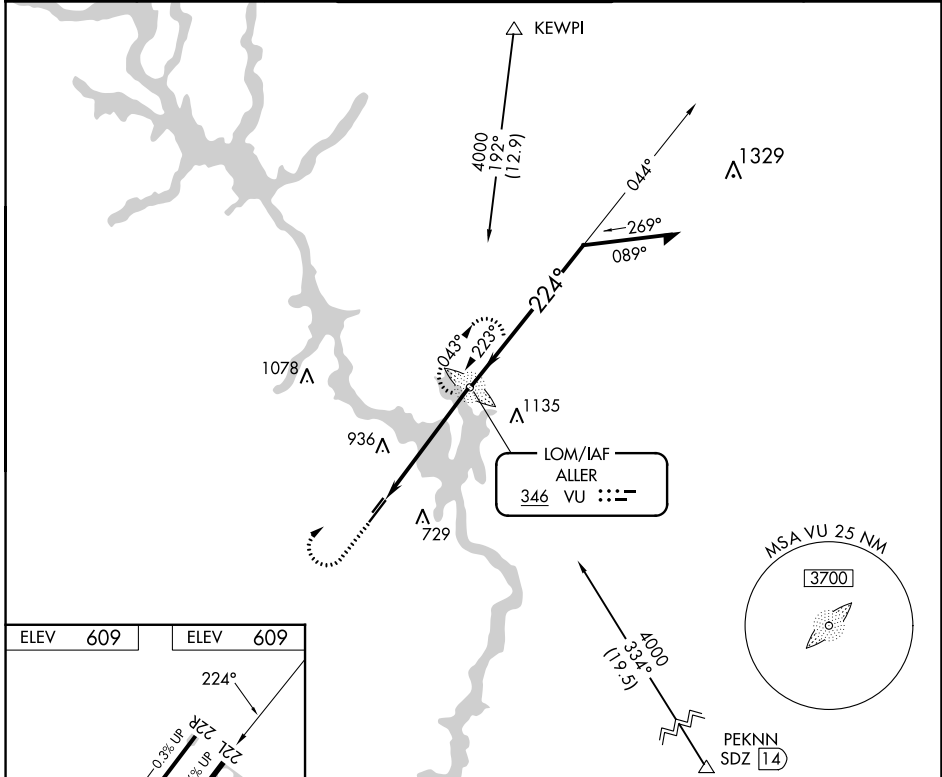 KEWPI
4000
192°
(12.9)
1329
044°
269°
089°
224°
043°
223°
1078
1135
936
LOM/IAF
ALLER
346 VU
729
MSA VU 25 NM
3700
4000
334°
(19.5)
PEKNN
SDZ 14
ELEV 609
ELEV 609
224°
22R
22L
0.3% UP
% UP